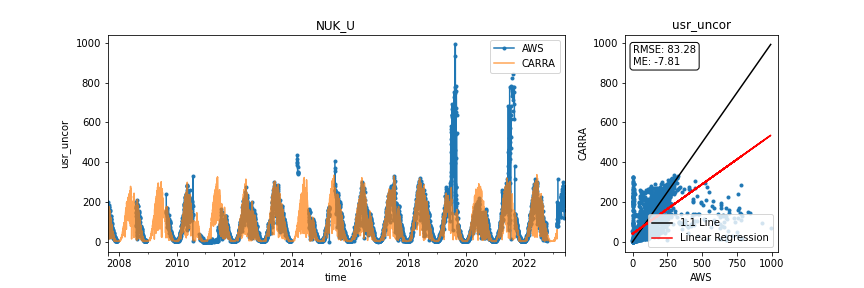 NUK_U
usr_uncor
1000
800
600
400
200
0
usr_uncor
AWS
CARRA
2008 2010 2012 2014 2016 2018 2020 2022
time
1000
800
600
400
200
0
CARRA
RMSE: 83.28
ME: -7.81
1:1 Line
Linear Regression
0 250 500 750 1000
AWS